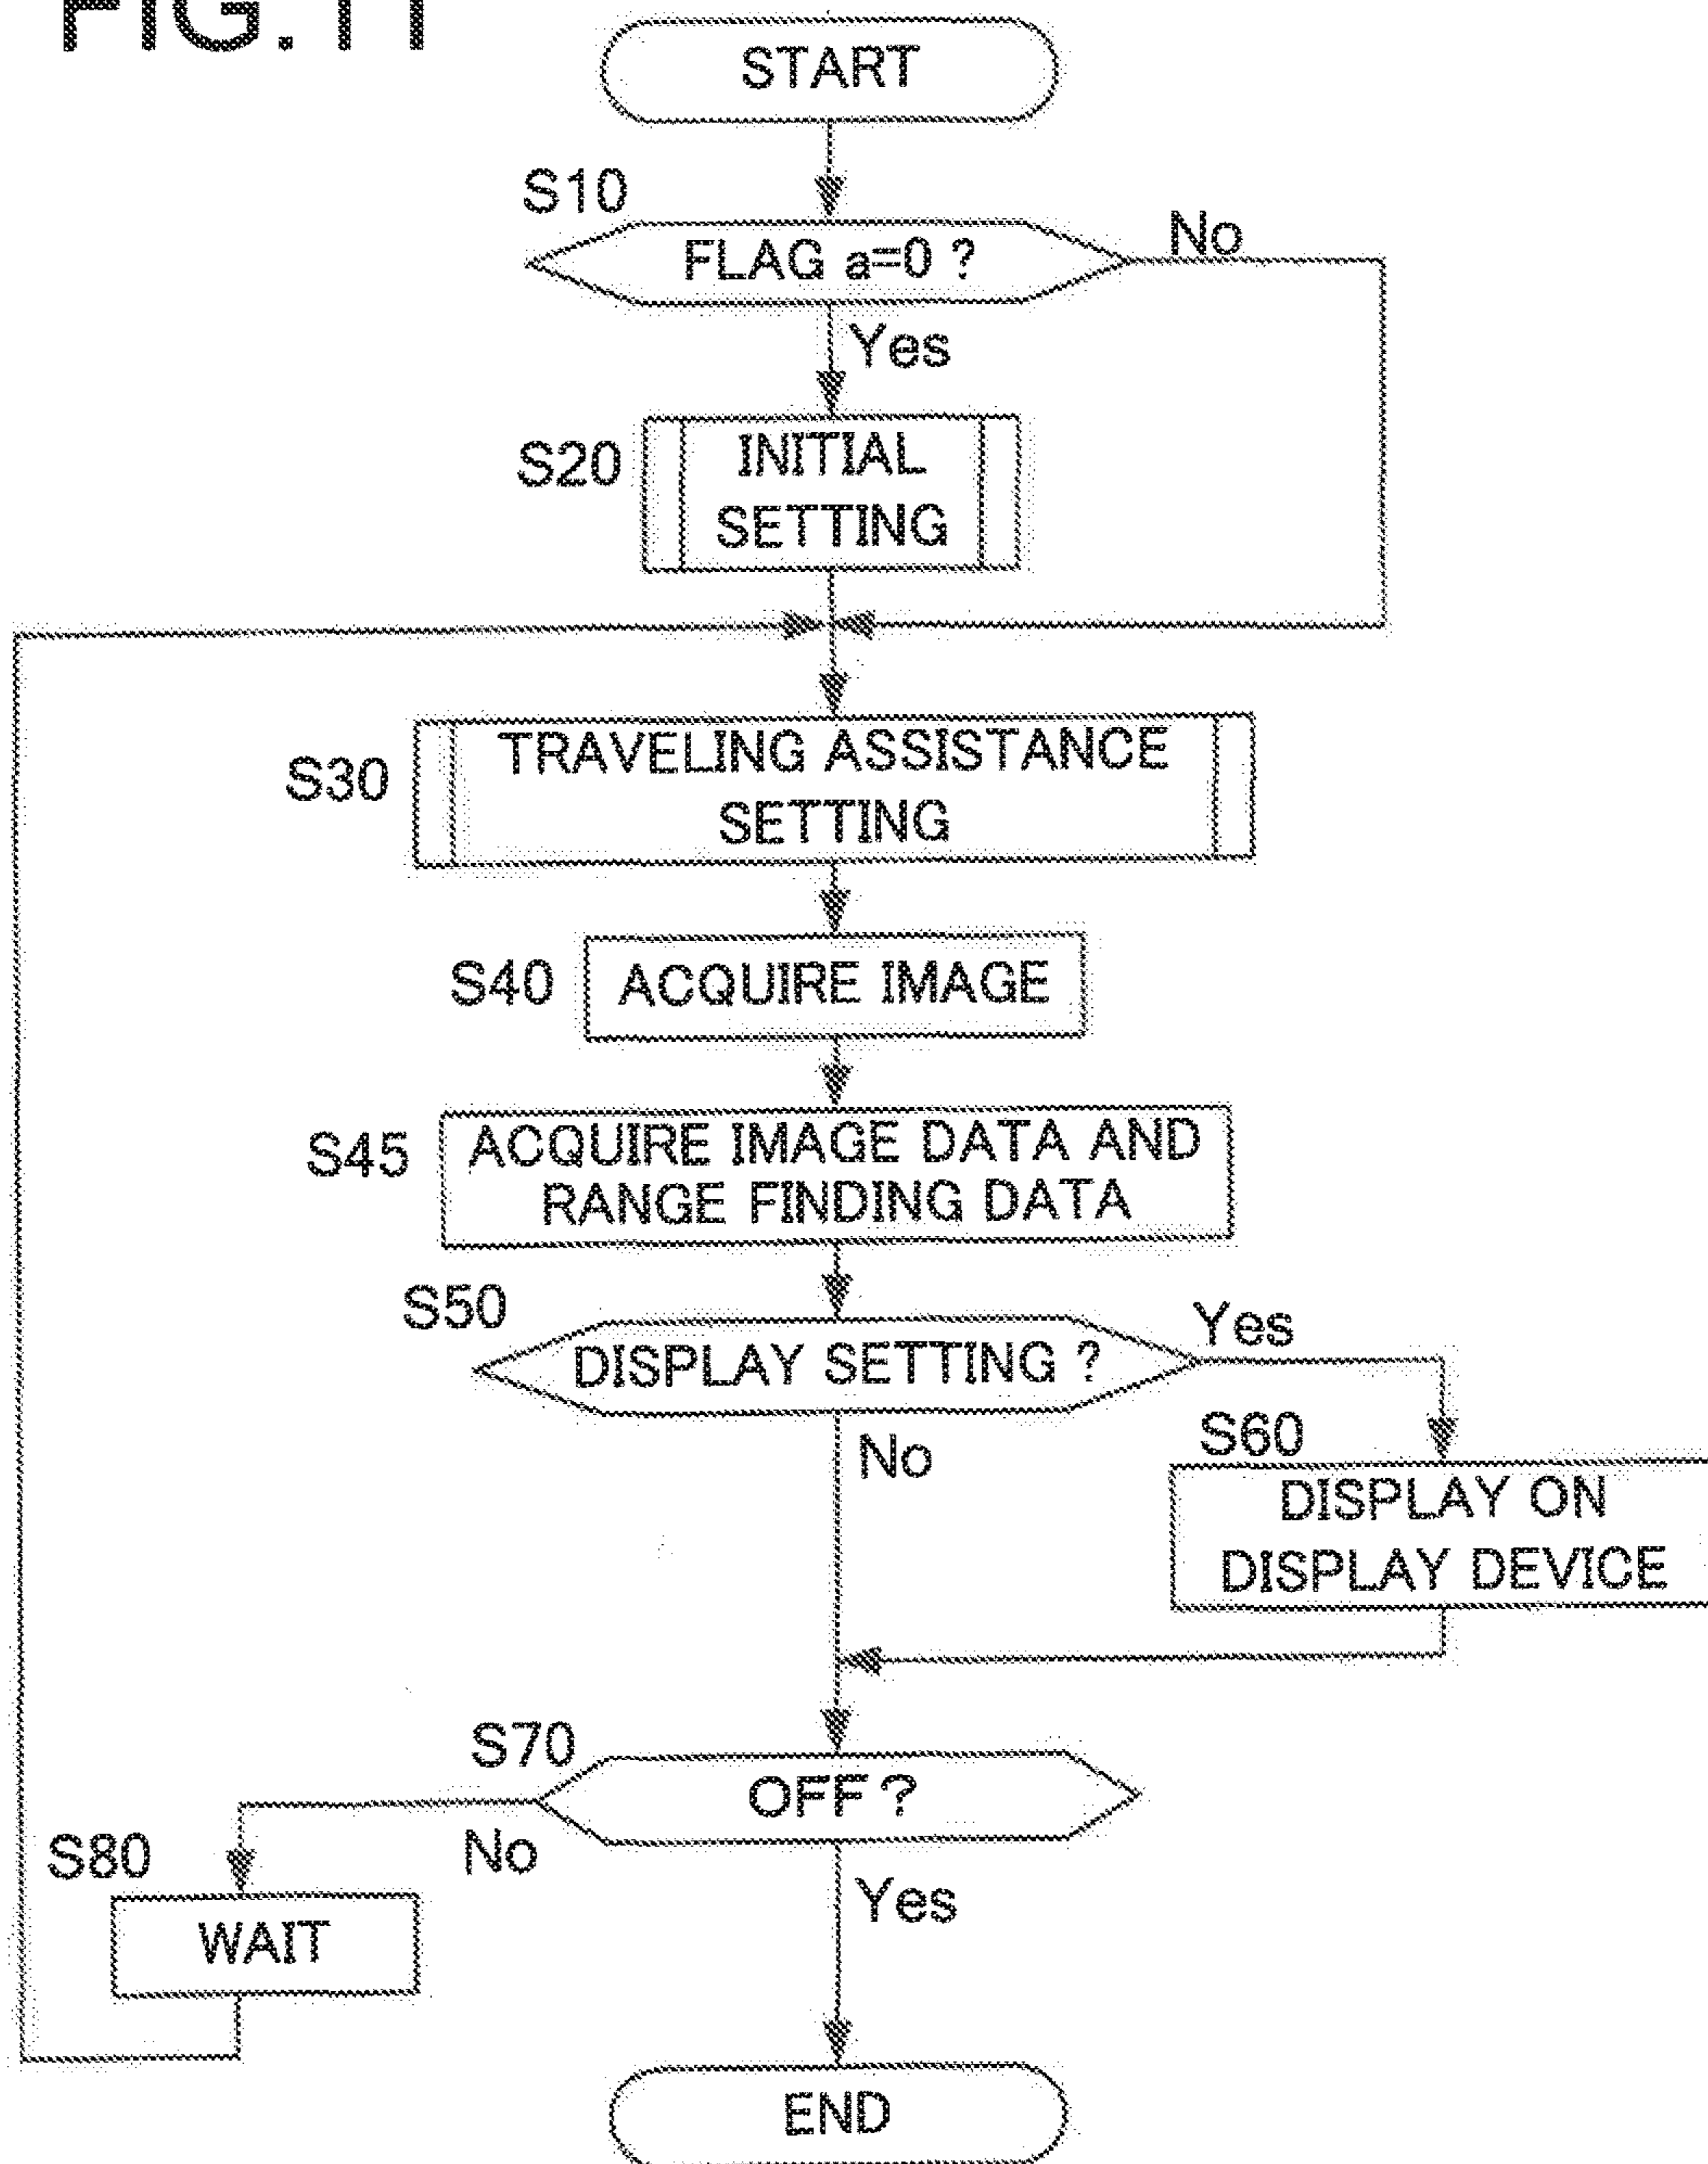 FIG. 11
START
S10
FLAG a=0 ?
No
Yes
S20
INITIAL
SETTING
S30
TRAVELING ASSISTANCE
SETTING
S40
ACQUIRE IMAGE
S45
ACQUIRE IMAGE DATA AND
RANGE FINDING DATA
S50
DISPLAY SETTING ?
Yes
No
S60
DISPLAY ON
DISPLAY DEVICE
S70
OFF ?
No
Yes
S80
WAIT
END